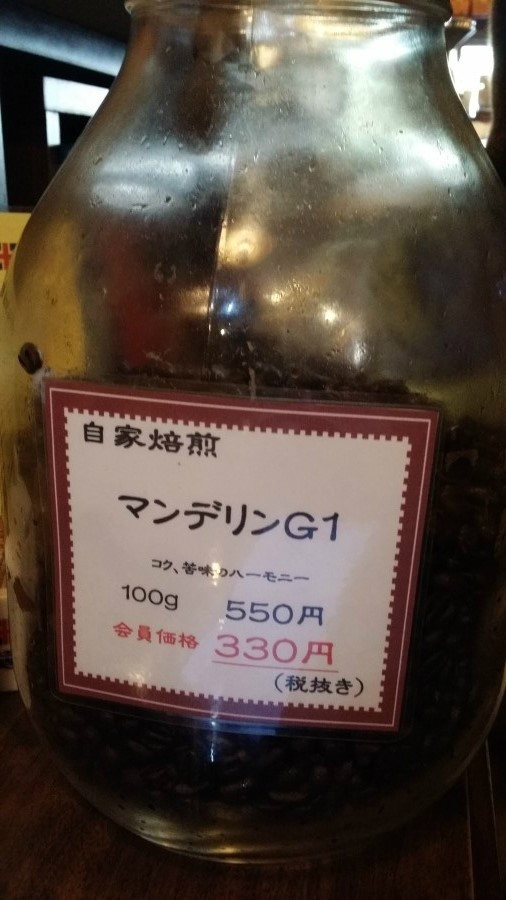 自家焙煎
マンデリンG1
コク、苦味のハーモニー
100g 550円
会員価格 330円
(税抜き)